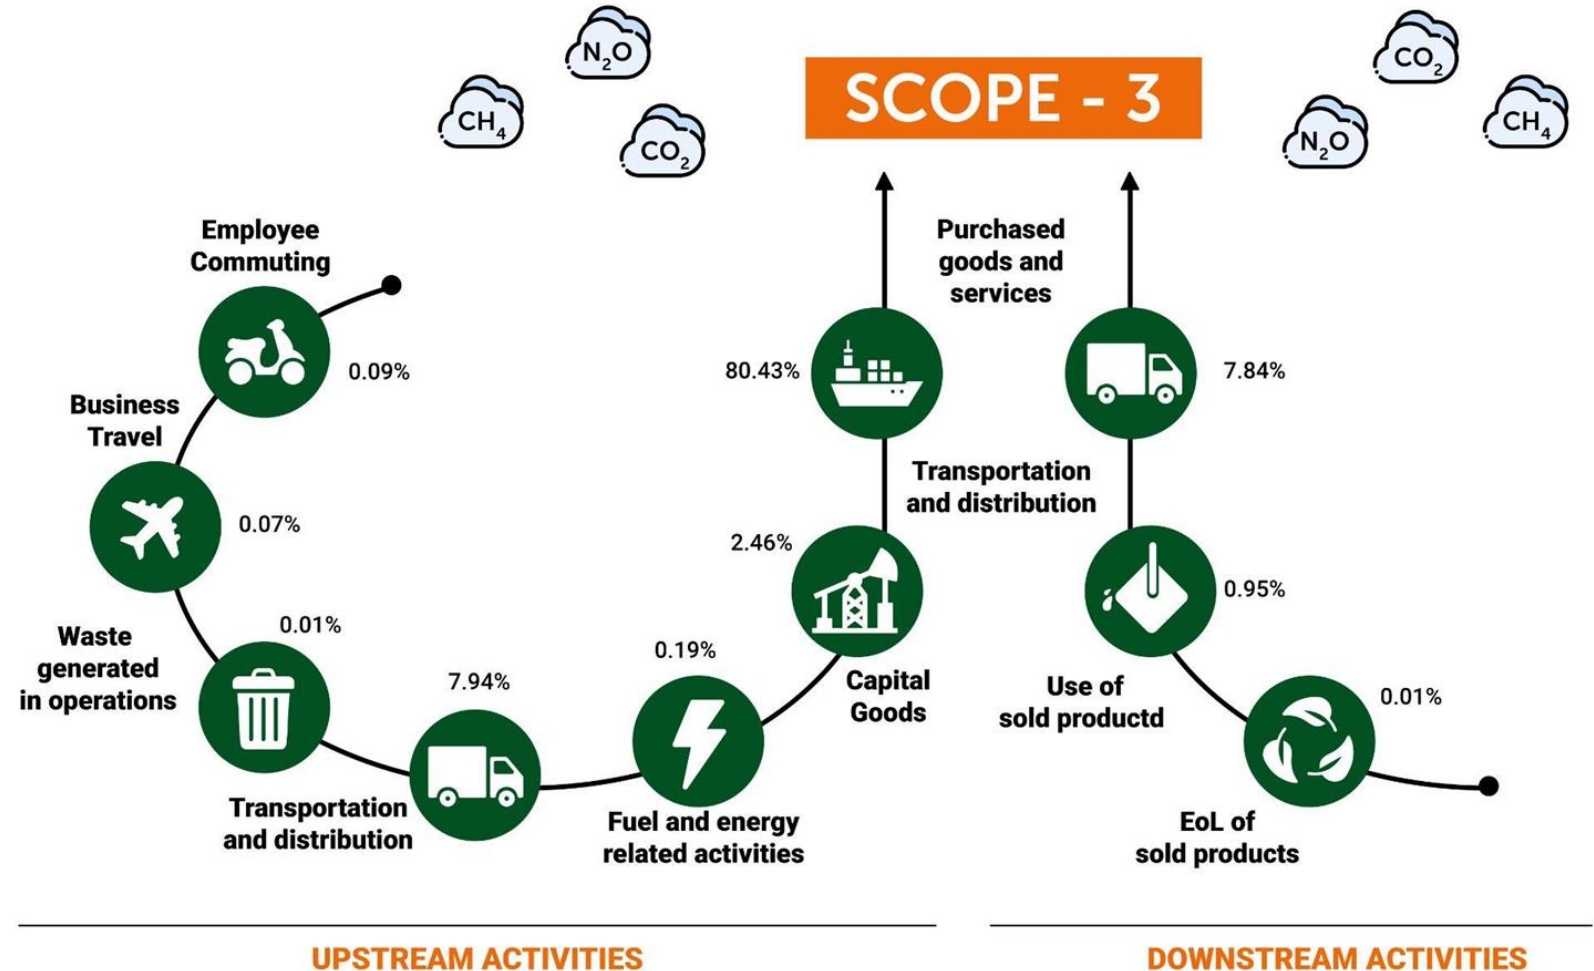 N₂O
CH₄
CO₂
SCOPE - 3
CO₂
N₂O
CH₄
Employee
Commuting
0.09%
Business
Travel
0.07%
Waste
generated
in operations
0.01%
Transportation
and distribution
7.94%
Fuel and energy
related activities
0.19%
Capital
Goods
2.46%
Purchased
goods and
services
80.43%
Transportation
and distribution
7.84%
Use of
sold productd
0.95%
EoL of
sold products
0.01%
UPSTREAM ACTIVITIES
DOWNSTREAM ACTIVITIES